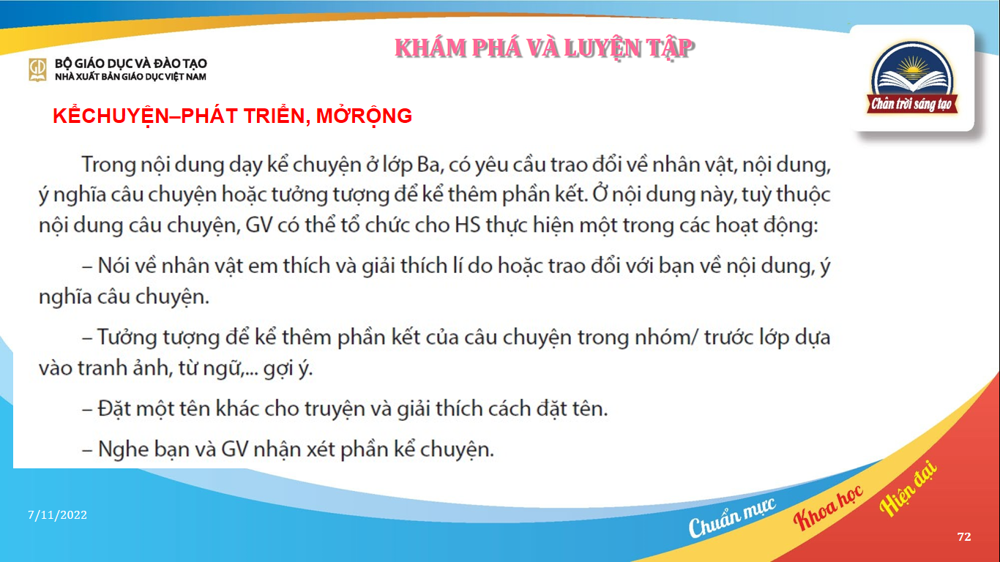 KHÁM PHÁ VÀ LUYỆN TẬP
BỘ GIÁO DỤC VÀ ĐÀO TẠO
NHÀ XUẤT BẢN GIÁO DỤC VIỆT NAM
Chân trời sáng tạo
KỂCHUYỆN–PHÁT TRIỂN, MỞRỘNG
Trong nội dung dạy kể chuyện ở lớp Ba, có yêu cầu trao đổi về nhân vật, nội dung,
ý nghĩa câu chuyện hoặc tưởng tượng để kể thêm phần kết. Ở nội dung này, tuỳ thuộc
nội dung câu chuyện, GV có thể tổ chức cho HS thực hiện một trong các hoạt động:
– Nói về nhân vật em thích và giải thích lí do hoặc trao đổi với bạn về nội dung, ý
nghĩa câu chuyện.
– Tưởng tượng để kể thêm phần kết của câu chuyện trong nhóm/ trước lớp dựa
vào tranh ảnh, từ ngữ,... gợi ý.
– Đặt một tên khác cho truyện và giải thích cách đặt tên.
– Nghe bạn và GV nhận xét phần kể chuyện.
7/11/2022
Chuẩn mực
Khoa học
Hiện đại
72